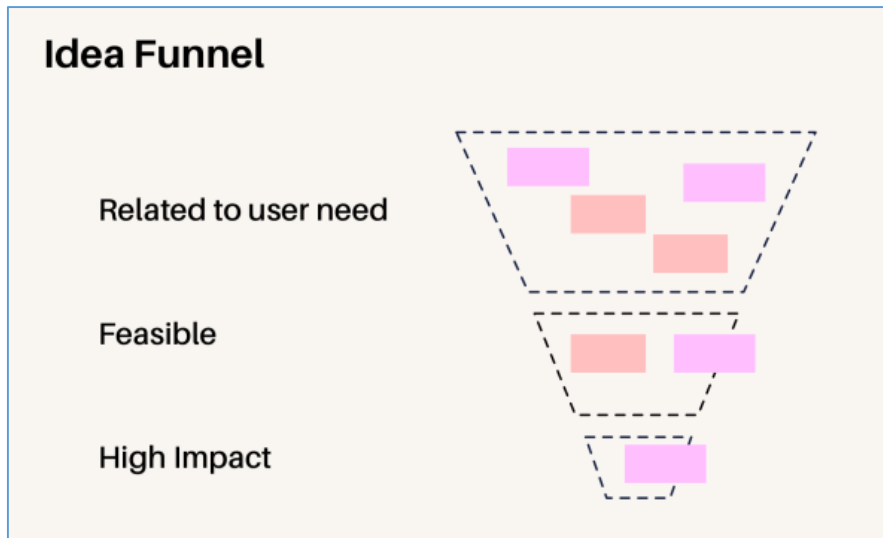 Idea Funnel
Related to user need
Feasible
High Impact